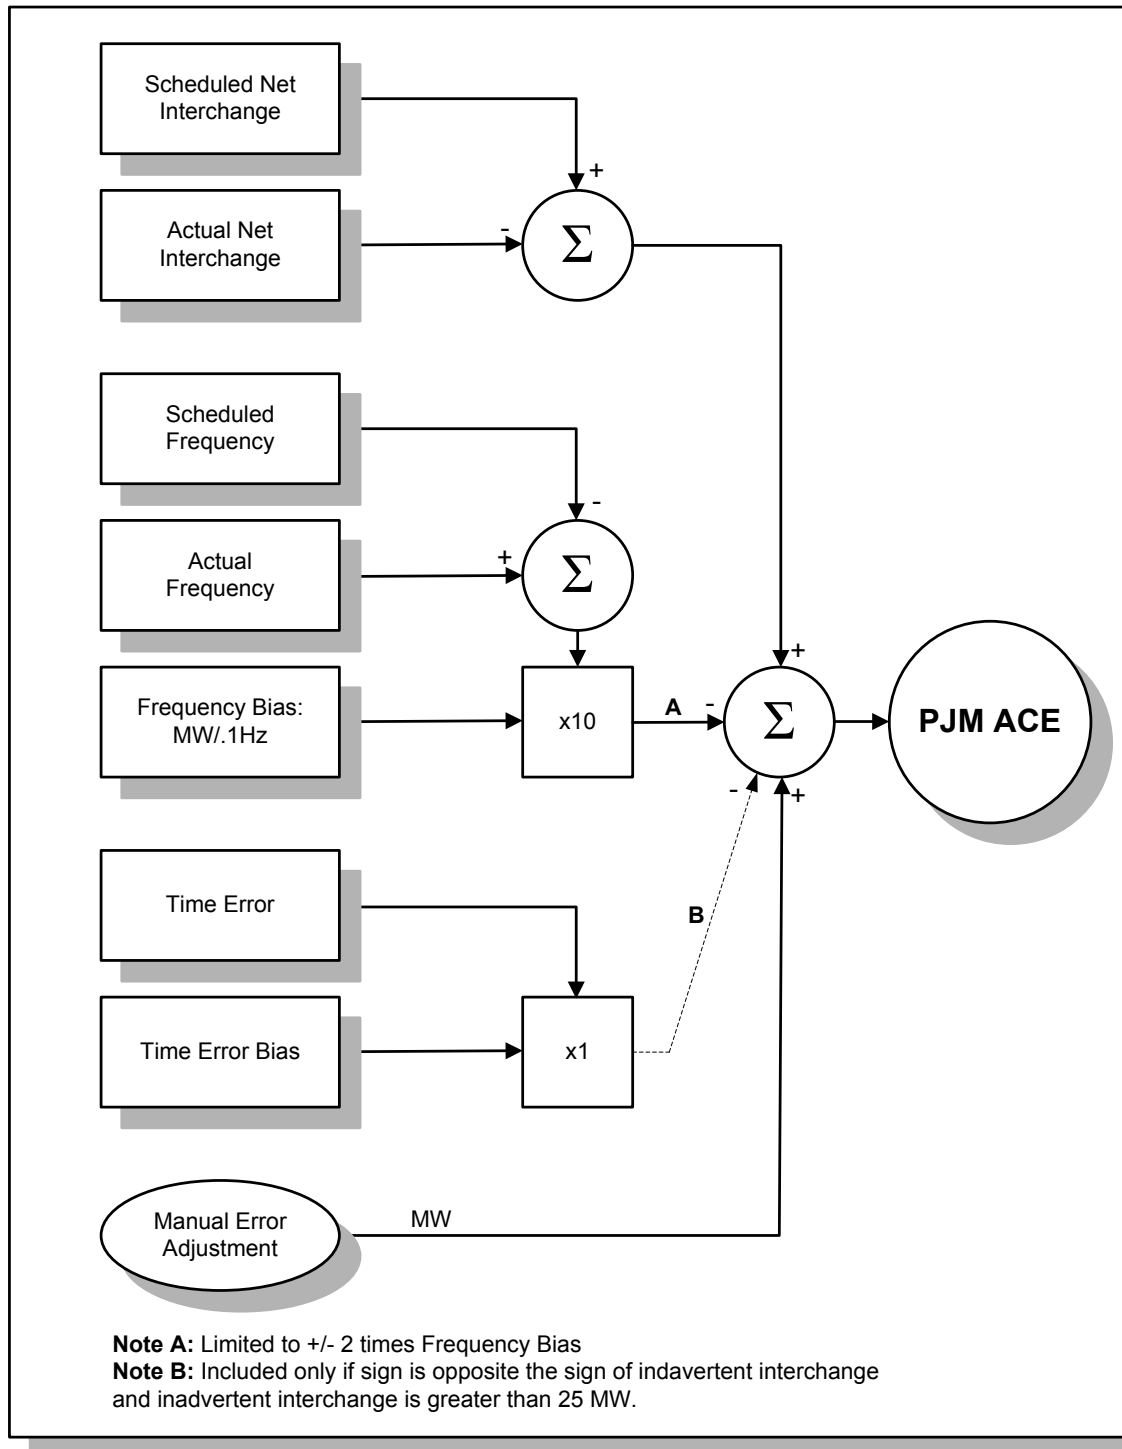 Scheduled Net
Interchange
+
Actual Net
Interchange
-
Σ
Scheduled
Frequency
-
Actual
Frequency
+
Σ
Frequency Bias:
MW/.1Hz
x10
A
-
+
Σ
PJM ACE
-
+
Time Error
B
Time Error Bias
x1
Manual Error
Adjustment
MW
Note A: Limited to +/- 2 times Frequency Bias
Note B: Included only if sign is opposite the sign of indavertent interchange
and inadvertent interchange is greater than 25 MW.